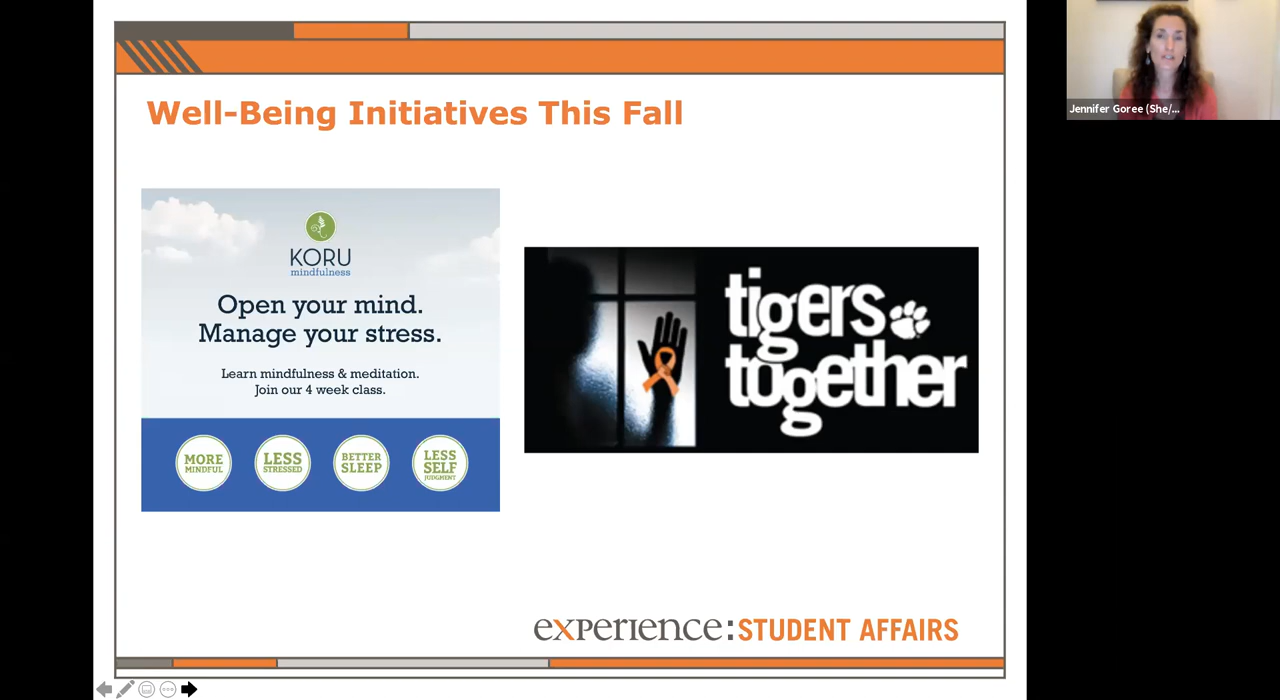 Well-Being Initiatives This Fall
KORU
mindfulness
Open your mind.
Manage your stress.
Learn mindfulness & meditation.
Join our 4 week class.
MORE
MINDFUL
LESS
STRESSED
BETTER
SLEEP
LESS
SELF
JUDGMENT
tigers
together
experience:STUDENT AFFAIRS
Jennifer Goree (She/...